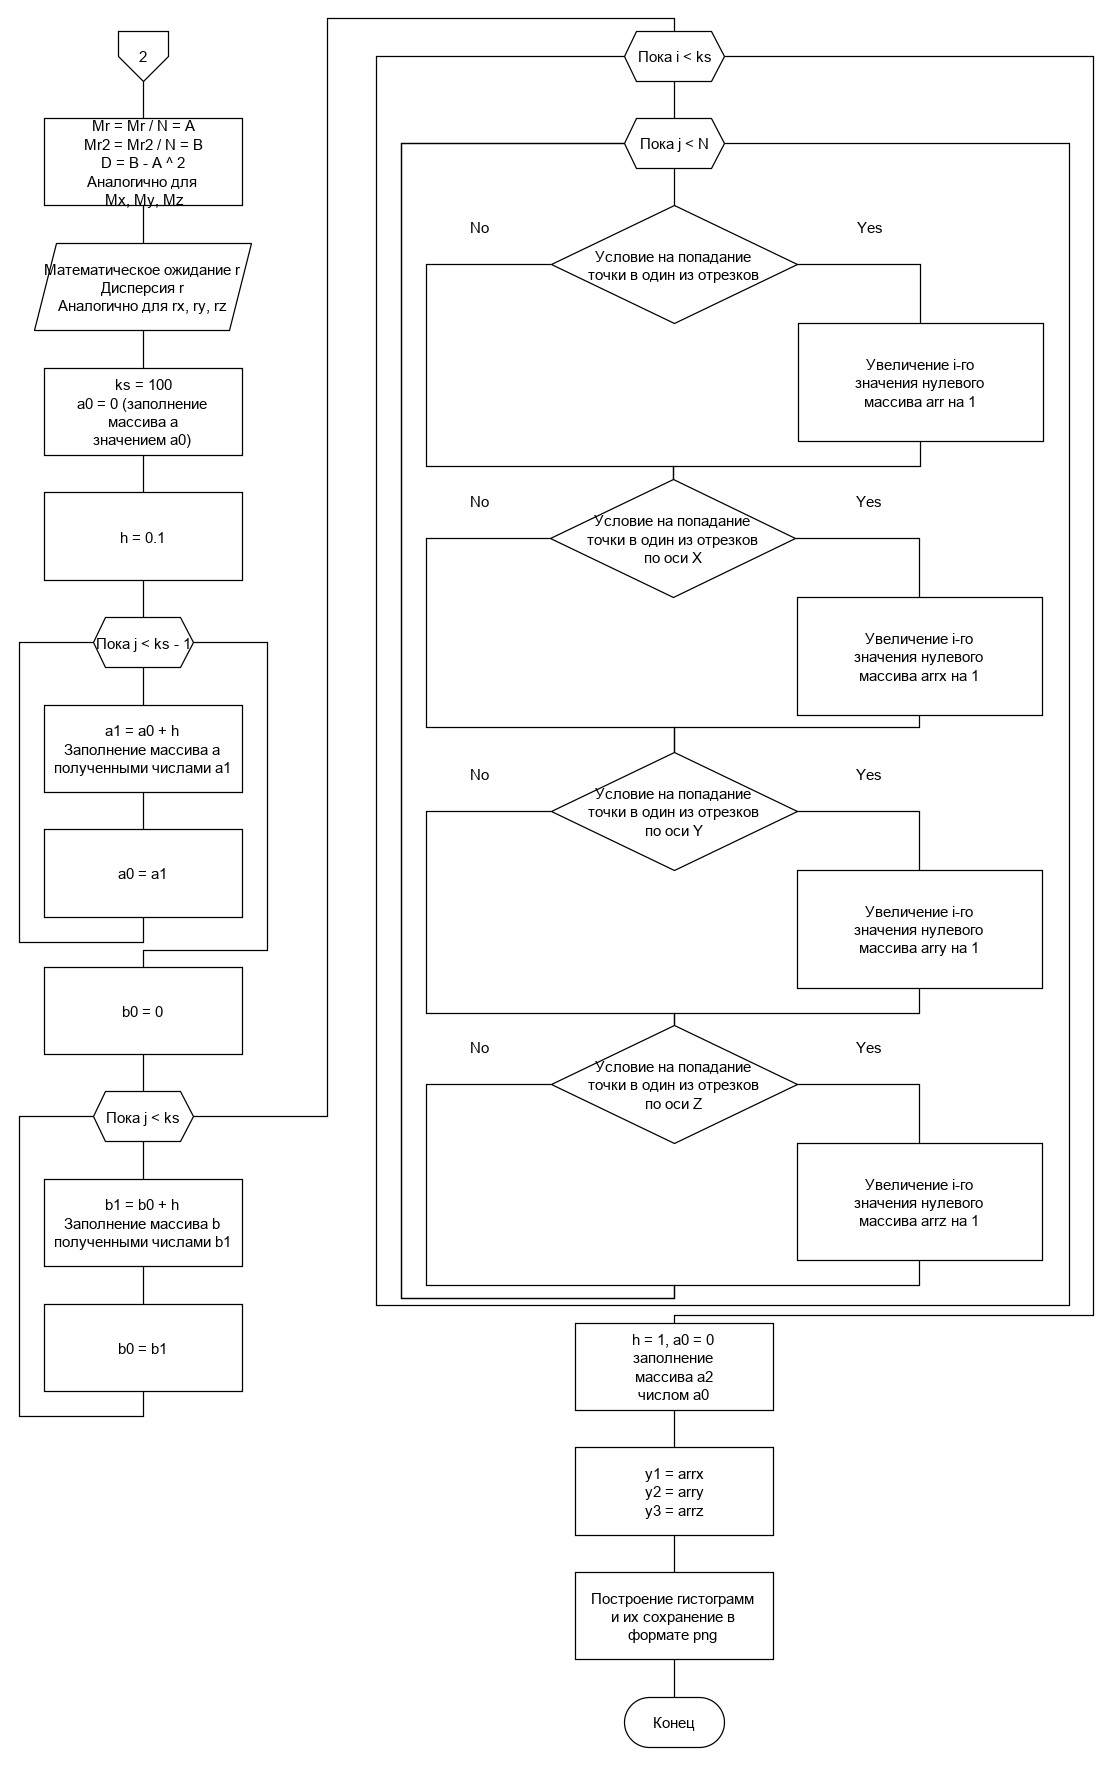 2
Mr = Mr / N = A
Mr2 = Mr2 / N = B
D = B - A ^ 2
Аналогично для
Mx, My, Mz
Математическое ожидание r
Дисперсия r
Аналогично для rx, ry, rz
ks = 100
a0 = 0 (заполнение
массива a
значением a0)
h = 0.1
Пока j < ks - 1
a1 = a0 + h
Заполнение массива a
полученными числами a1
a0 = a1
b0 = 0
Пока j < ks
b1 = b0 + h
Заполнение массива b
полученными числами b1
b0 = b1
Пока i < ks
Пока j < N
No
Yes
Условие на попадание
точки в один из отрезков
Увеличение i-го
значения нулевого
массива arr на 1
No
Yes
Условие на попадание
точки в один из отрезков
по оси X
Увеличение i-го
значения нулевого
массива arrx на 1
No
Yes
Условие на попадание
точки в один из отрезков
по оси Y
Увеличение i-го
значения нулевого
массива arry на 1
No
Yes
Условие на попадание
точки в один из отрезков
по оси Z
Увеличение i-го
значения нулевого
массива arrz на 1
h = 1, a0 = 0
заполнение
массива a2
числом a0
y1 = arrx
y2 = arry
y3 = arrz
Построение гистограмм
и их сохранение в
формате png
Конец